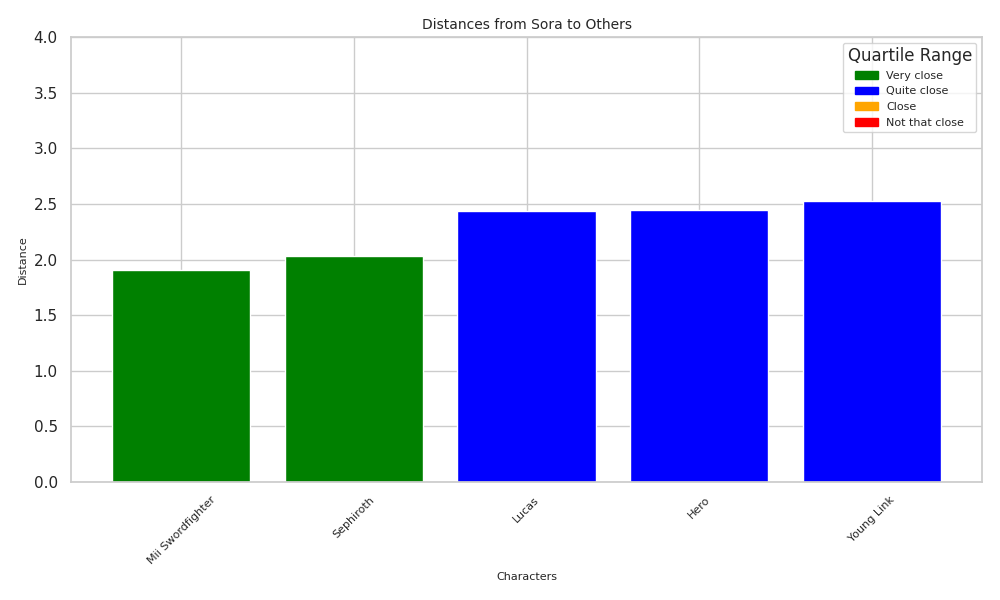 Distances from Sora to Others
4.0
3.5
3.0
2.5
2.0
1.5
1.0
0.5
0.0
Distance
Quartile Range
Very close
Quite close
Close
Not that close
Mii Swordfighter
Sephiroth
Lucas
Hero
Young Link
Characters